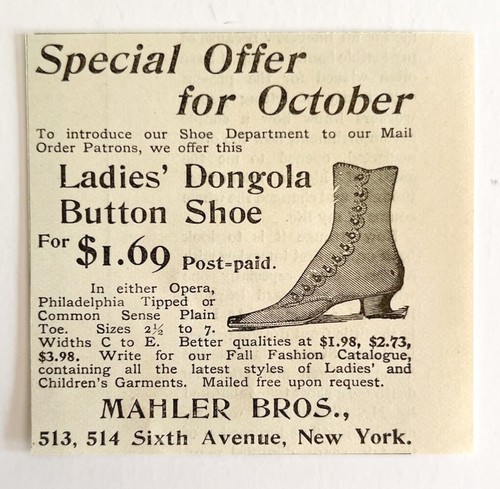 Special Offer
for October
To introduce our Shoe Department to our Mail
Order Patrons, we offer this
Ladies' Dongola
Button Shoe
For $1.69 Post=paid.
In either Opera,
Philadelphia Tipped or
Common Sense Plain
Toe. Sizes 2½ to 7.
Widths C to E. Better qualities at $1.98, $2.73,
$3.98. Write for our Fall Fashion Catalogue,
containing all the latest styles of Ladies' and
Children's Garments. Mailed free upon request.
MAHLER BROS.,
513, 514 Sixth Avenue, New York.